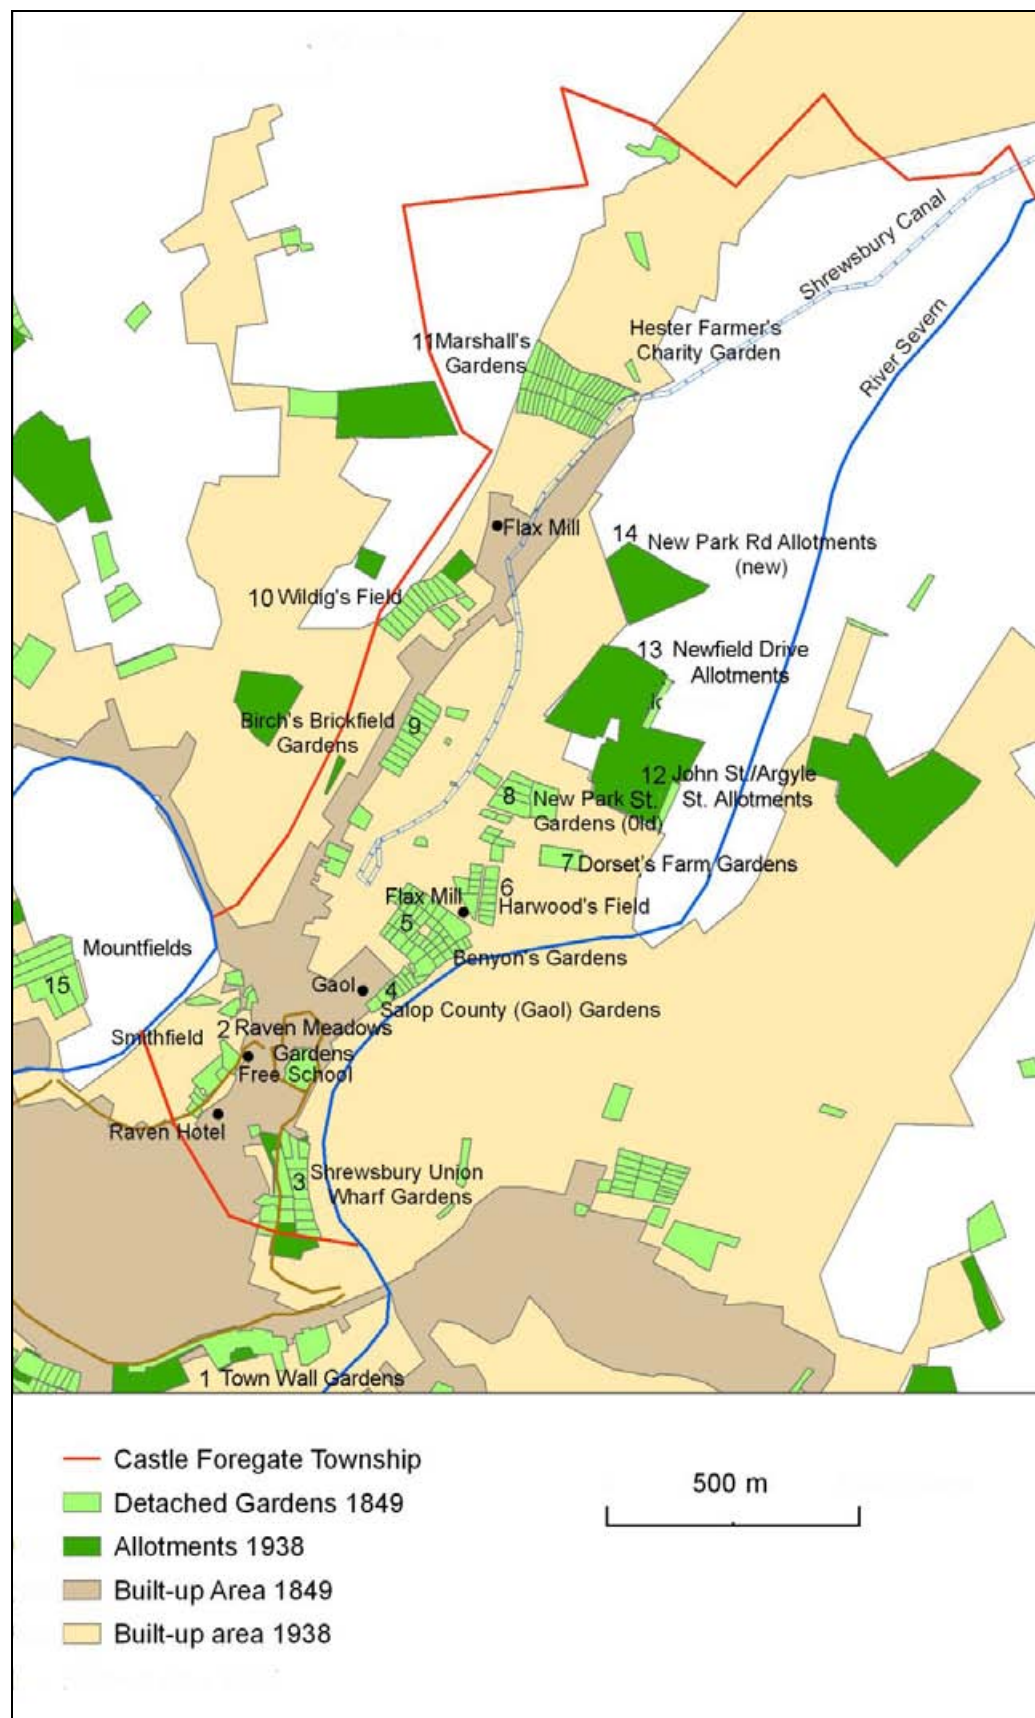 Shrewsbury Canal
Hester Farmer's
Charity Garden
River Severn
11 Marshall's
Gardens
Flax Mill
14 New Park Rd Allotments
(new)
10 Wildig's Field
13 Newfield Drive
Allotments
9
Birch's Brickfield
Gardens
12 John St./Argyle
St. Allotments
8 New Park St.
Gardens (0ld)
7 Dorset's Farm Gardens
6
Harwood's Field
Flax Mill
5
Benyon's Gardens
Mountfields
15
Gaol
4
Salop County (Gaol) Gardens
Smithfield
2 Raven Meadows
Gardens
Free School
Raven Hotel
3 Shrewsbury Union
Wharf Gardens
1 Town Wall Gardens
Castle Foregate Township
Detached Gardens 1849
Allotments 1938
Built-up Area 1849
Built-up area 1938
500 m